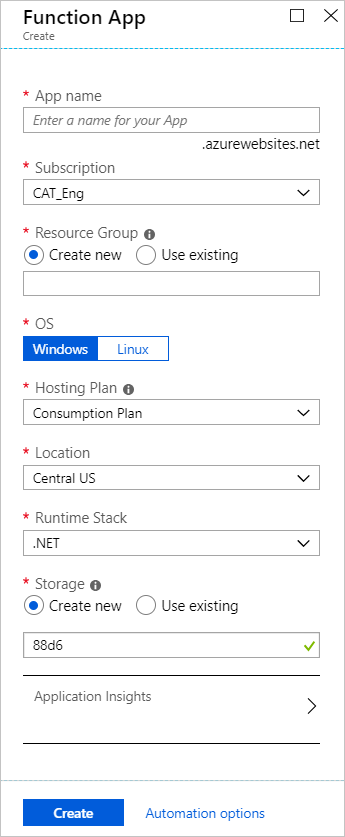 Function App
Create
* App name
Enter a name for your App
.azurewebsites.net
* Subscription
CAT_Eng
* Resource Group
Create new Use existing
* OS
Windows Linux
* Hosting Plan
Consumption Plan
* Location
Central US
* Runtime Stack
.NET
* Storage
Create new Use existing
88d6
Application Insights
Create Automation options